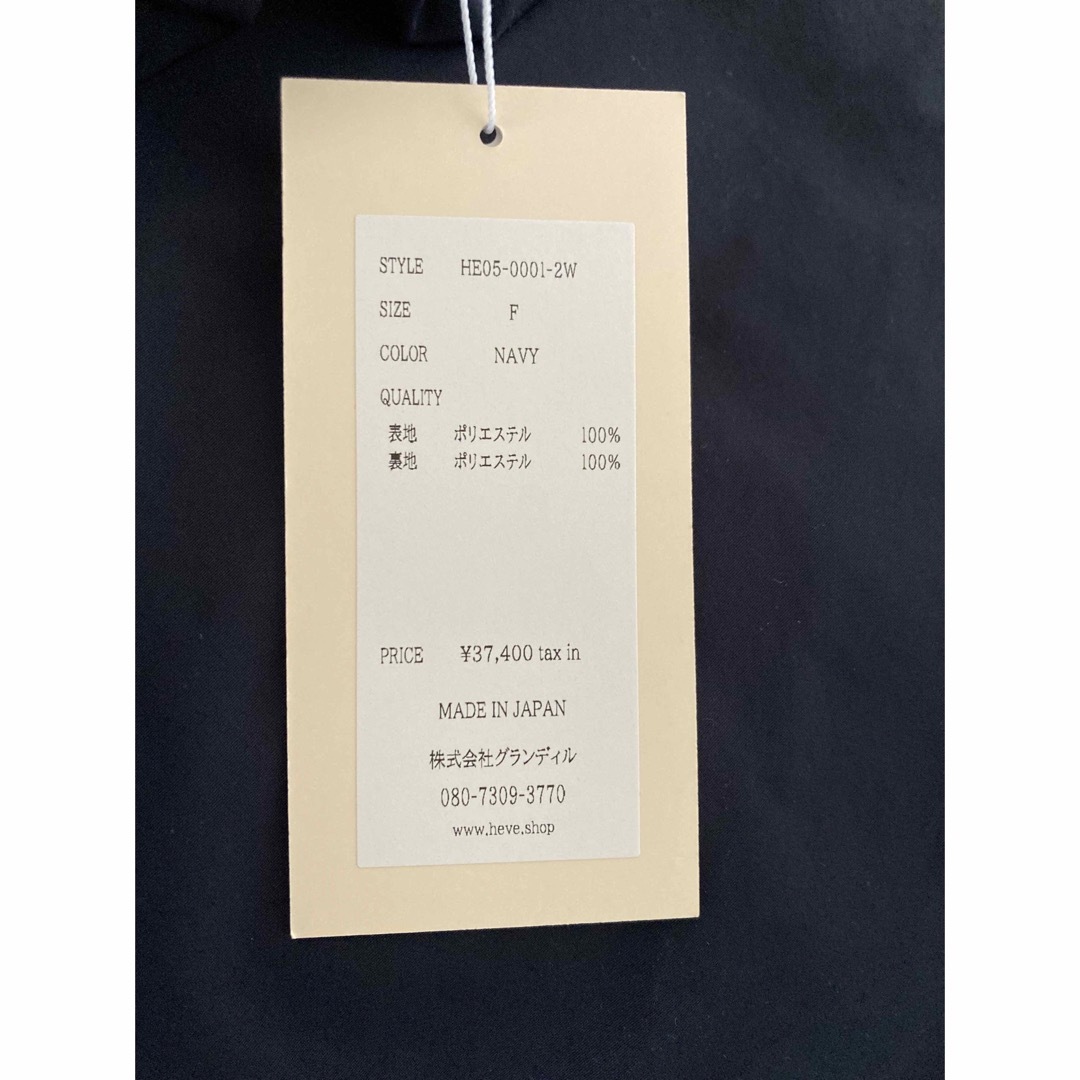 STYLE HE05-0001-2W
SIZE F
COLOR NAVY
QUALITY
表地 ポリエステル 100%
裏地 ポリエステル 100%
PRICE ¥37,400 tax in
MADE IN JAPAN
株式会社グランディル
080-7309-3770
www.heve.shop